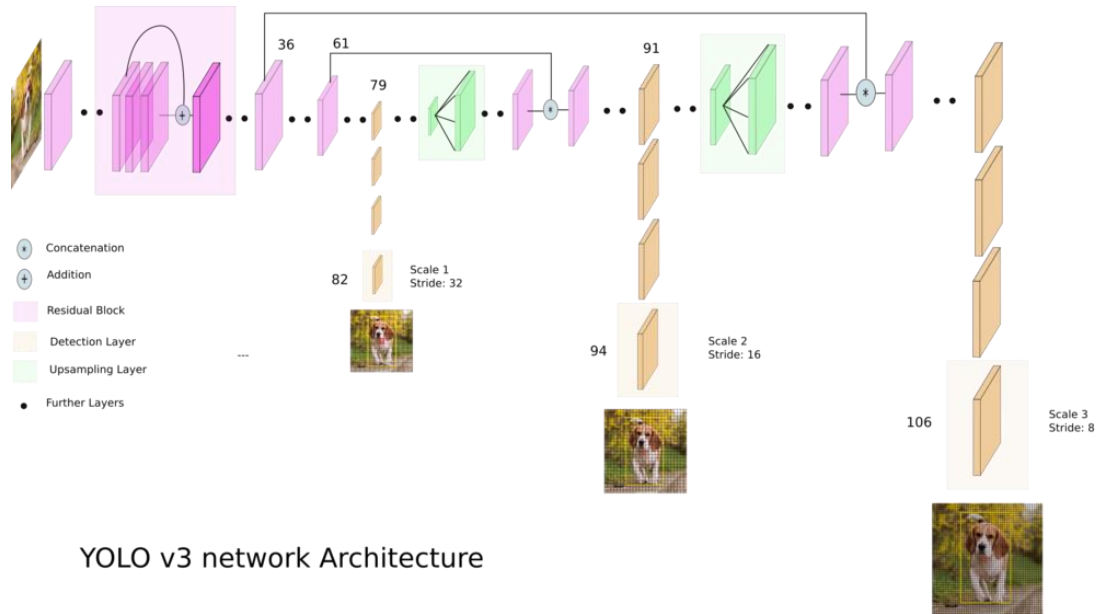 36
61
91
79
+
*
*
* Concatenation
+ Addition
Residual Block
Detection Layer
Upsampling Layer
Further Layers
---
82
Scale 1
Stride: 32
94
Scale 2
Stride: 16
106
Scale 3
Stride: 8
YOLO v3 network Architecture